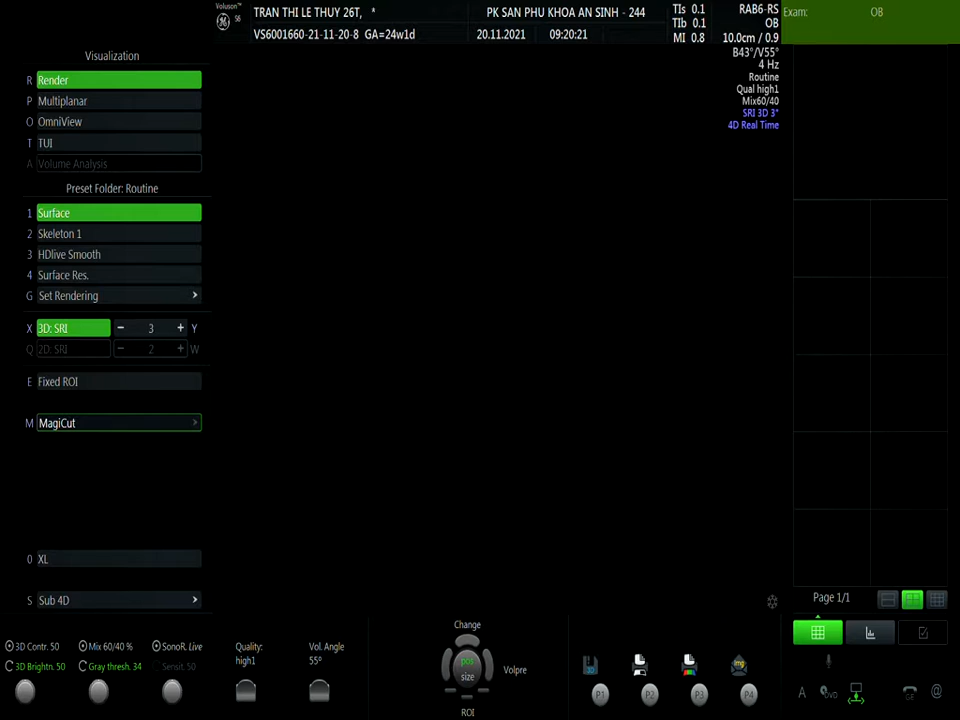 Voluson™
S6
TRAN THI LE THUY 26T, *
PK SAN PHU KHOA AN SINH - 244
VS6001660-21-11-20-8 GA=24w1d
20.11.2021 09:20:21
TIs 0.1
TIb 0.1
MI 0.8
RAB6-RS
OB
10.0cm / 0.9
B43°/V55°
4 Hz
Routine
Qual high1
Mix60/40
SRI 3D 3*
4D Real Time
Exam: OB
Visualization
R Render
P Multiplanar
O OmniView
T TUI
A Volume Analysis
Preset Folder: Routine
1 Surface
2 Skeleton 1
3 HDlive Smooth
4 Surface Res.
G Set Rendering >
X 3D: SRI − 3 + Y
Q 2D: SRI − 2 + W
E Fixed ROI
M MagiCut >
0 XL
S Sub 4D >
3D Contr. 50
3D Brightn. 50
Mix 60/40 %
Gray thresh. 34
SonoR. Live
Sensit. 50
Quality:
high1
Vol. Angle
55°
Change
pos
size
Volpre
ROI
3D
Img
P1
P2
P3
P4
Page 1/1
A
DVD
GE
@